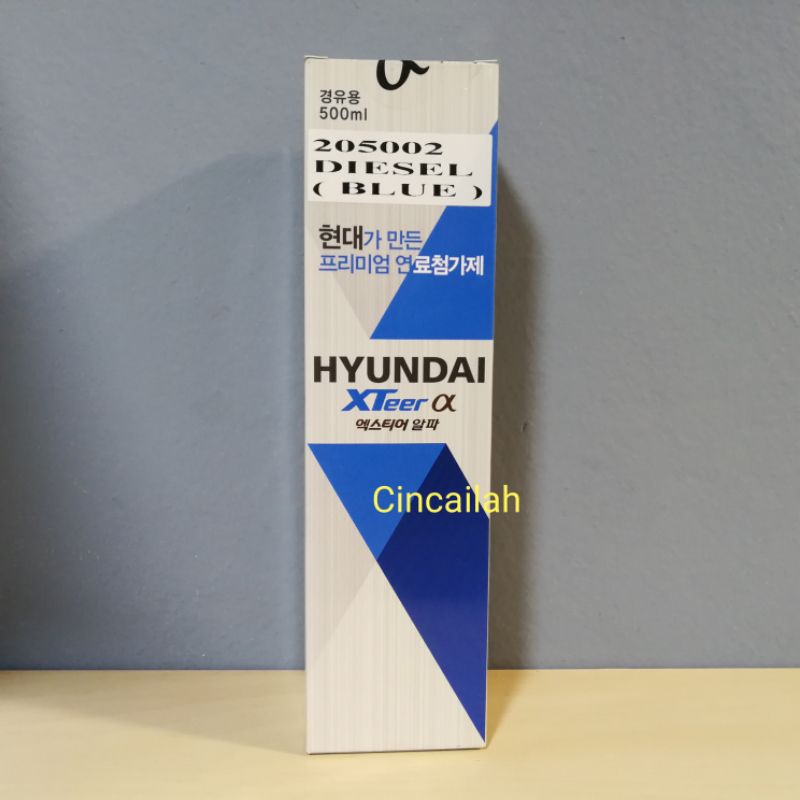 α
경유용
500ml
205002
DIESEL
( BLUE )
현대가 만든
프리미엄 연료첨가제
HYUNDAI
XTeer α
엑스티어 알파
Cincailah